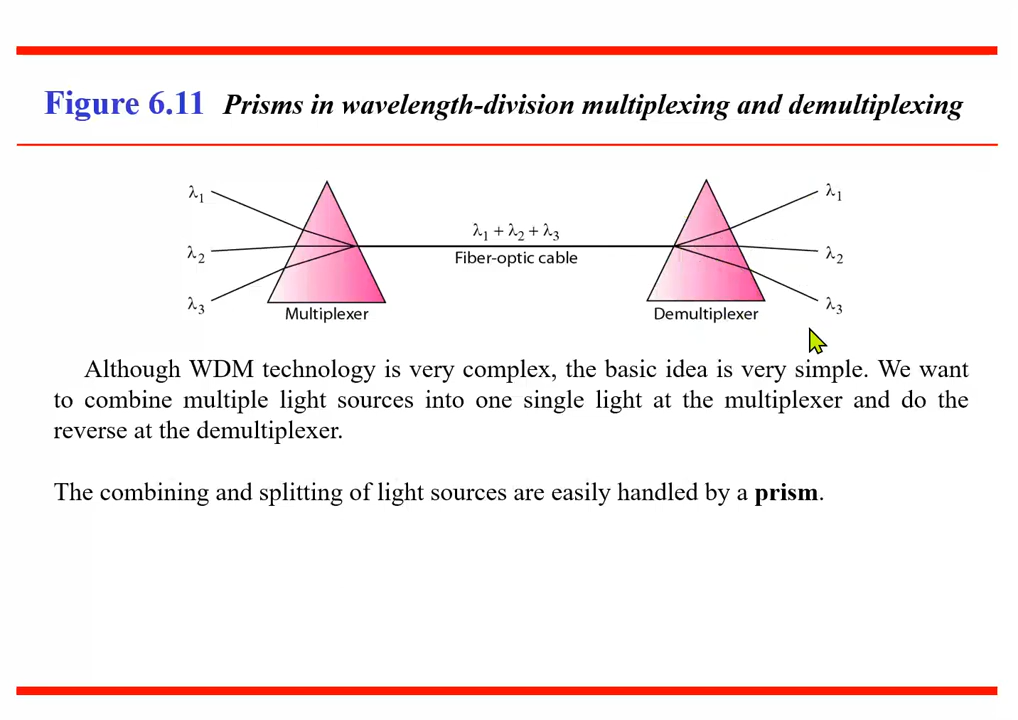 Figure 6.11 Prisms in wavelength-division multiplexing and demultiplexing
λ1
λ2
λ3
Multiplexer
λ1 + λ2 + λ3
Fiber-optic cable
Demultiplexer
λ1
λ2
λ3
Although WDM technology is very complex, the basic idea is very simple. We want
to combine multiple light sources into one single light at the multiplexer and do the
reverse at the demultiplexer.
The combining and splitting of light sources are easily handled by a prism.